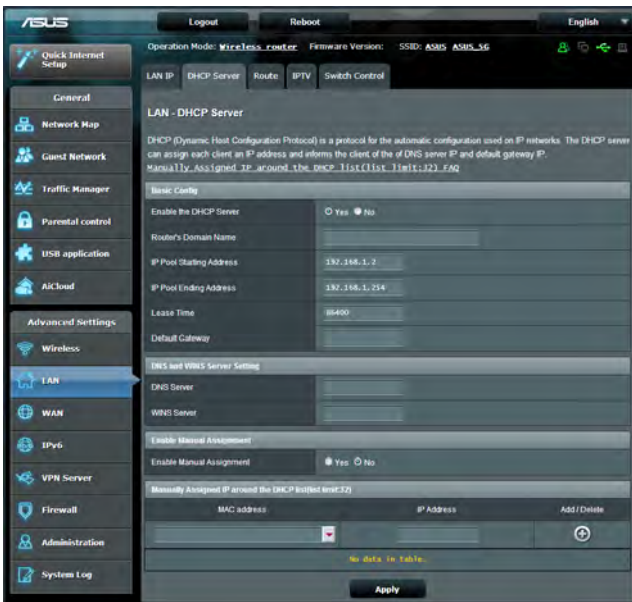 ASUS
Logout
Reboot
English
Quick Internet Setup
Operation Mode: Wireless router Firmware Version: SSID: ASUS ASUS_5G
LAN IP
DHCP Server
Route
IPTV
Switch Control
General
Network Map
Guest Network
Traffic Manager
Parental control
USB application
AiCloud
Advanced Settings
Wireless
LAN
WAN
IPv6
VPN Server
Firewall
Administration
System Log
LAN - DHCP Server
DHCP (Dynamic Host Configuration Protocol) is a protocol for the automatic configuration used on IP networks. The DHCP server
can assign each client an IP address and informs the client of the of DNS server IP and default gateway IP.
Manually Assigned IP around the DHCP list(list limit:32) FAQ
Basic Config
Enable the DHCP Server
Yes No
Router's Domain Name
IP Pool Starting Address
192.168.1.2
IP Pool Ending Address
192.168.1.254
Lease Time
86400
Default Gateway
DNS and WINS Server Setting
DNS Server
WINS Server
Enable Manual Assignment
Enable Manual Assignment
Yes No
Manually Assigned IP around the DHCP list(list limit:32)
MAC address
IP Address
Add / Delete
No data in table.
Apply